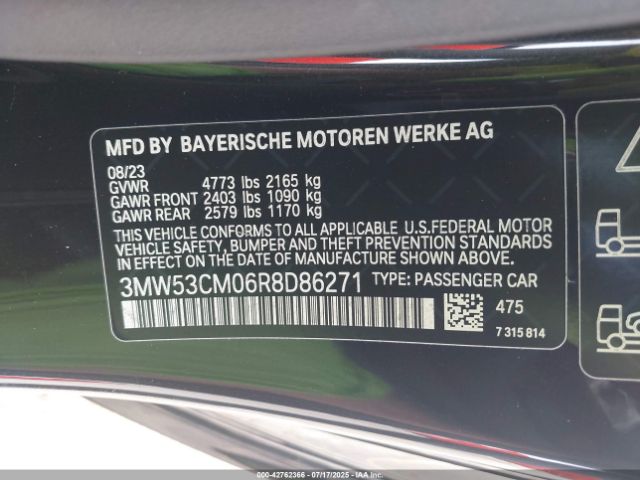 MFD BY BAYERISCHE MOTOREN WERKE AG
08/23
GVWR 4773 lbs 2165 kg
GAWR FRONT 2403 lbs 1090 kg
GAWR REAR 2579 lbs 1170 kg
THIS VEHICLE CONFORMS TO ALL APPLICABLE U.S.FEDERAL MOTOR
VEHICLE SAFETY, BUMPER AND THEFT PREVENTION STANDARDS
IN EFFECT ON THE DATE OF MANUFACTURE SHOWN ABOVE.
3MW53CM06R8D86271 TYPE: PASSENGER CAR
475
7 315 814
000-42762366 - 07/17/2025 - IAAI.COM